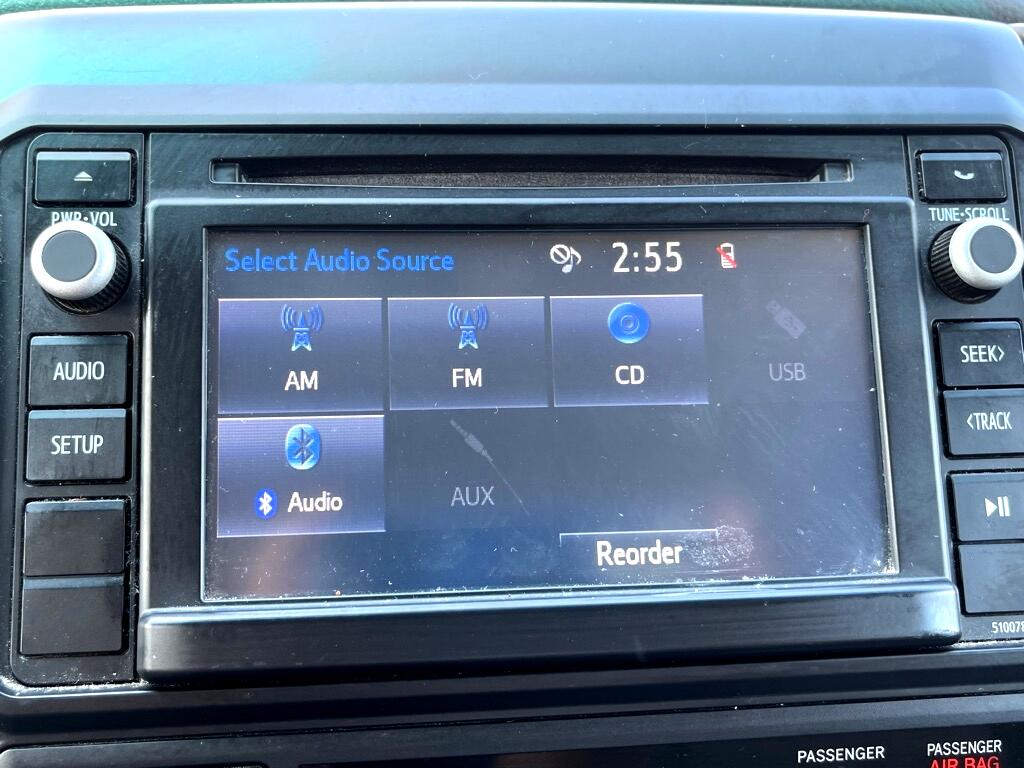 PWR•VOL
TUNE•SCROLL
Select Audio Source
2:55
AM
FM
CD
USB
Audio
AUX
Reorder
AUDIO
SETUP
SEEK>
<TRACK
51007
PASSENGER
PASSENGER
AIR BAG